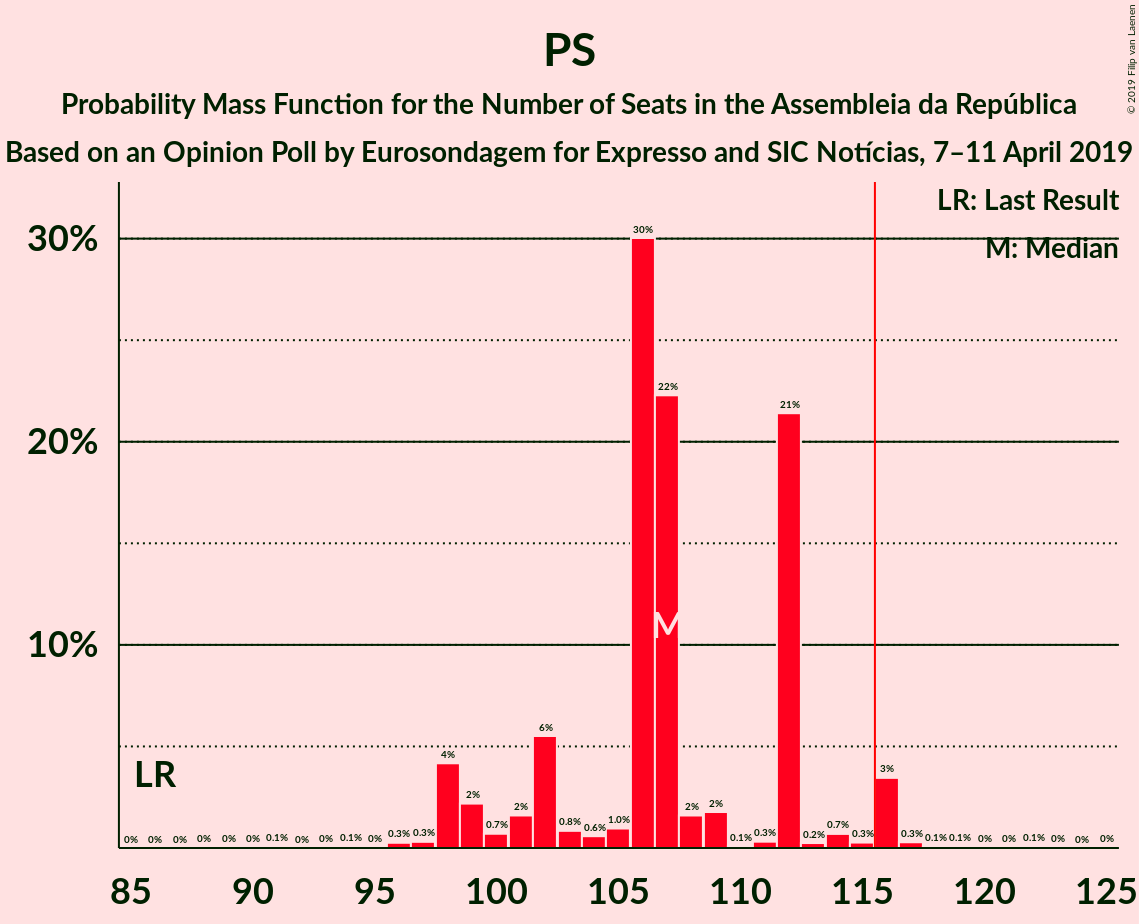 PS
Probability Mass Function for the Number of Seats in the Assembleia da República
Based on an Opinion Poll by Eurosondagem for Expresso and SIC Notícias, 7–11 April 2019
© 2019 Filip van Laenen
LR: Last Result
M: Median
30%
20%
10%
LR
M
0% 0% 0% 0% 0% 0% 0.1% 0% 0% 0.1% 0% 0.3% 0.3% 4% 2% 0.7% 2% 6% 0.8% 0.6% 1.0% 30% 22% 2% 2% 0.1% 0.3% 21% 0.2% 0.7% 0.3% 3% 0.3% 0.1% 0.1% 0% 0% 0.1% 0% 0% 0%
85 90 95 100 105 110 115 120 125